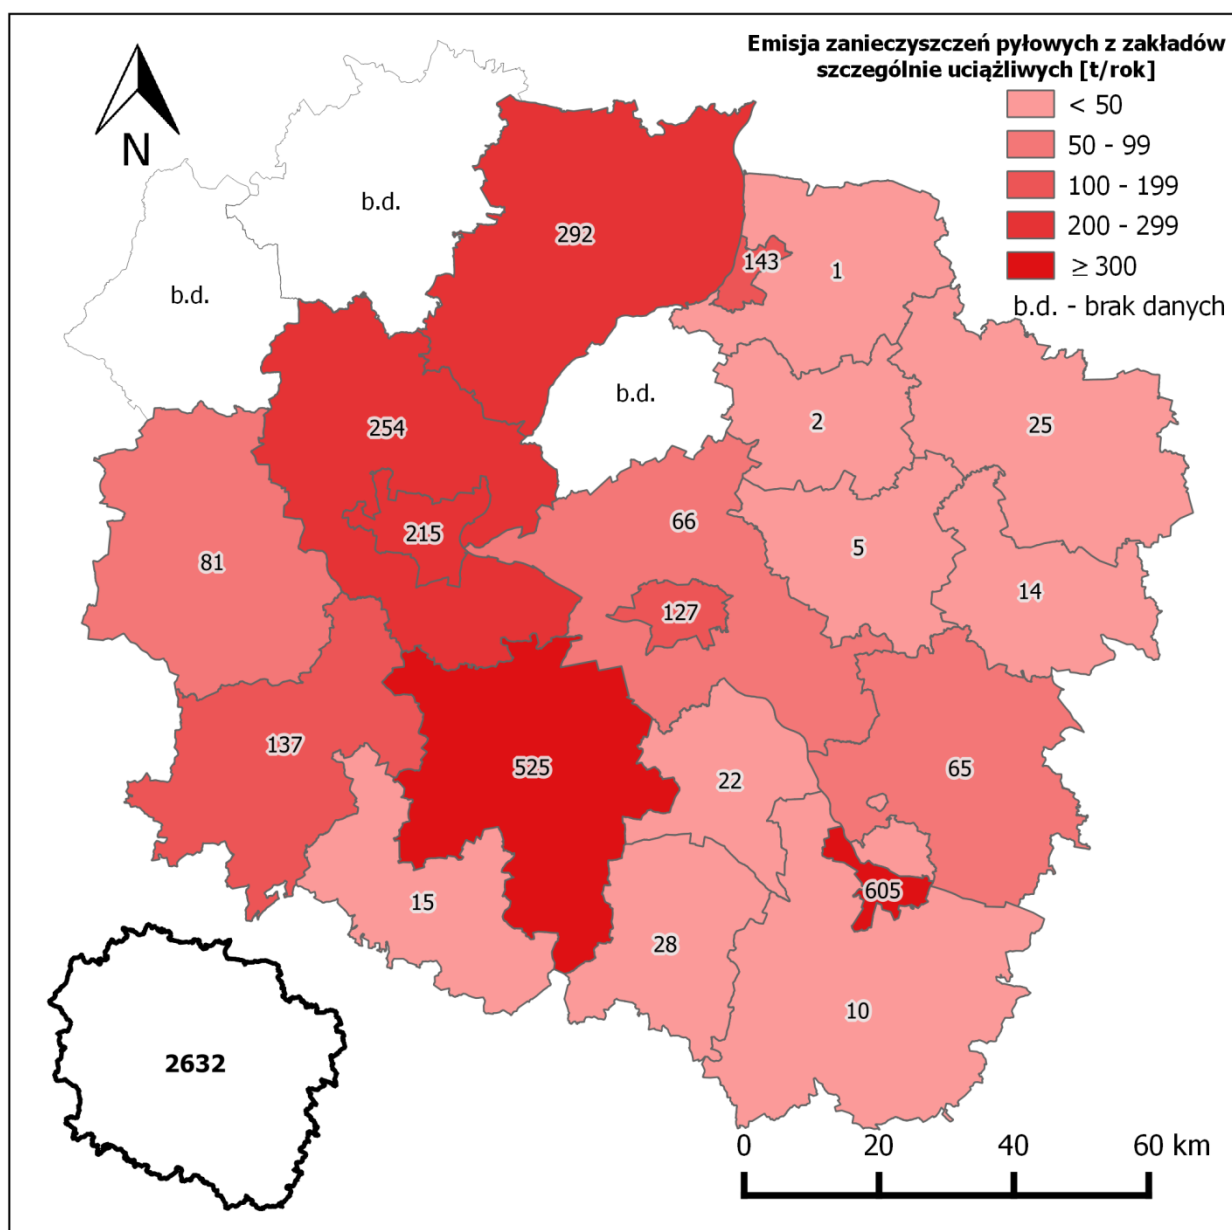 Emisja zanieczyszczeń pyłowych z zakładów
szczególnie uciążliwych [t/rok]
< 50
50 - 99
100 - 199
200 - 299
≥ 300
b.d. - brak danych
N
b.d.
292
143
1
b.d.
b.d.
254
2
25
215
66
5
81
14
127
137
525
22
65
15
605
28
10
2632
0 20 40 60 km